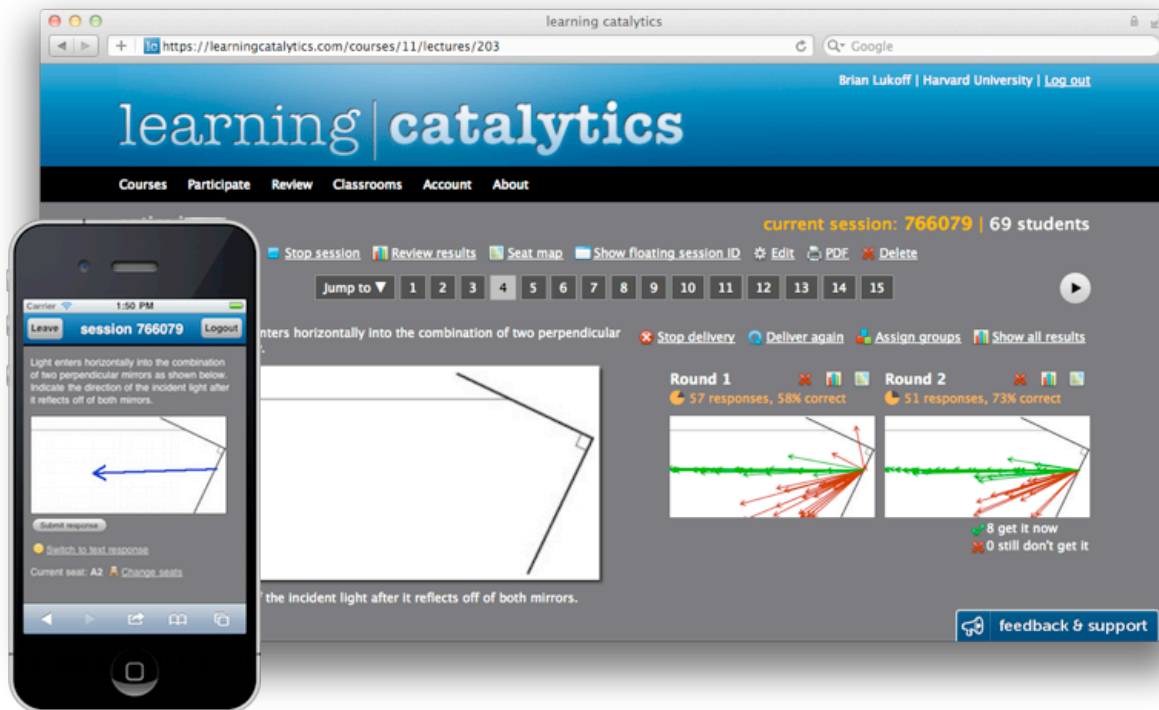 learning catalytics
https://learningcatalytics.com/courses/11/lectures/203
Google
Brian Lukoff | Harvard University | Log out
learning | catalytics
Courses Participate Review Classrooms Account About
current session: 766079 | 69 students
Stop session Review results Seat map Show floating session ID Edit PDF Delete
Jump to ▼ 1 2 3 4 5 6 7 8 9 10 11 12 13 14 15
enters horizontally into the combination of two perpendicular
Stop delivery Deliver again Assign groups Show all results
Round 1
57 responses, 58% correct
Round 2
51 responses, 73% correct
8 get it now
0 still don't get it
the incident light after it reflects off of both mirrors.
feedback & support
Carrier 1:50 PM
Leave session 766079 Logout
Light enters horizontally into the combination
of two perpendicular mirrors as shown below.
Indicate the direction of the incident light after
it reflects off of both mirrors.
Submit response
Switch to text response
Current seat: A2 Change seats